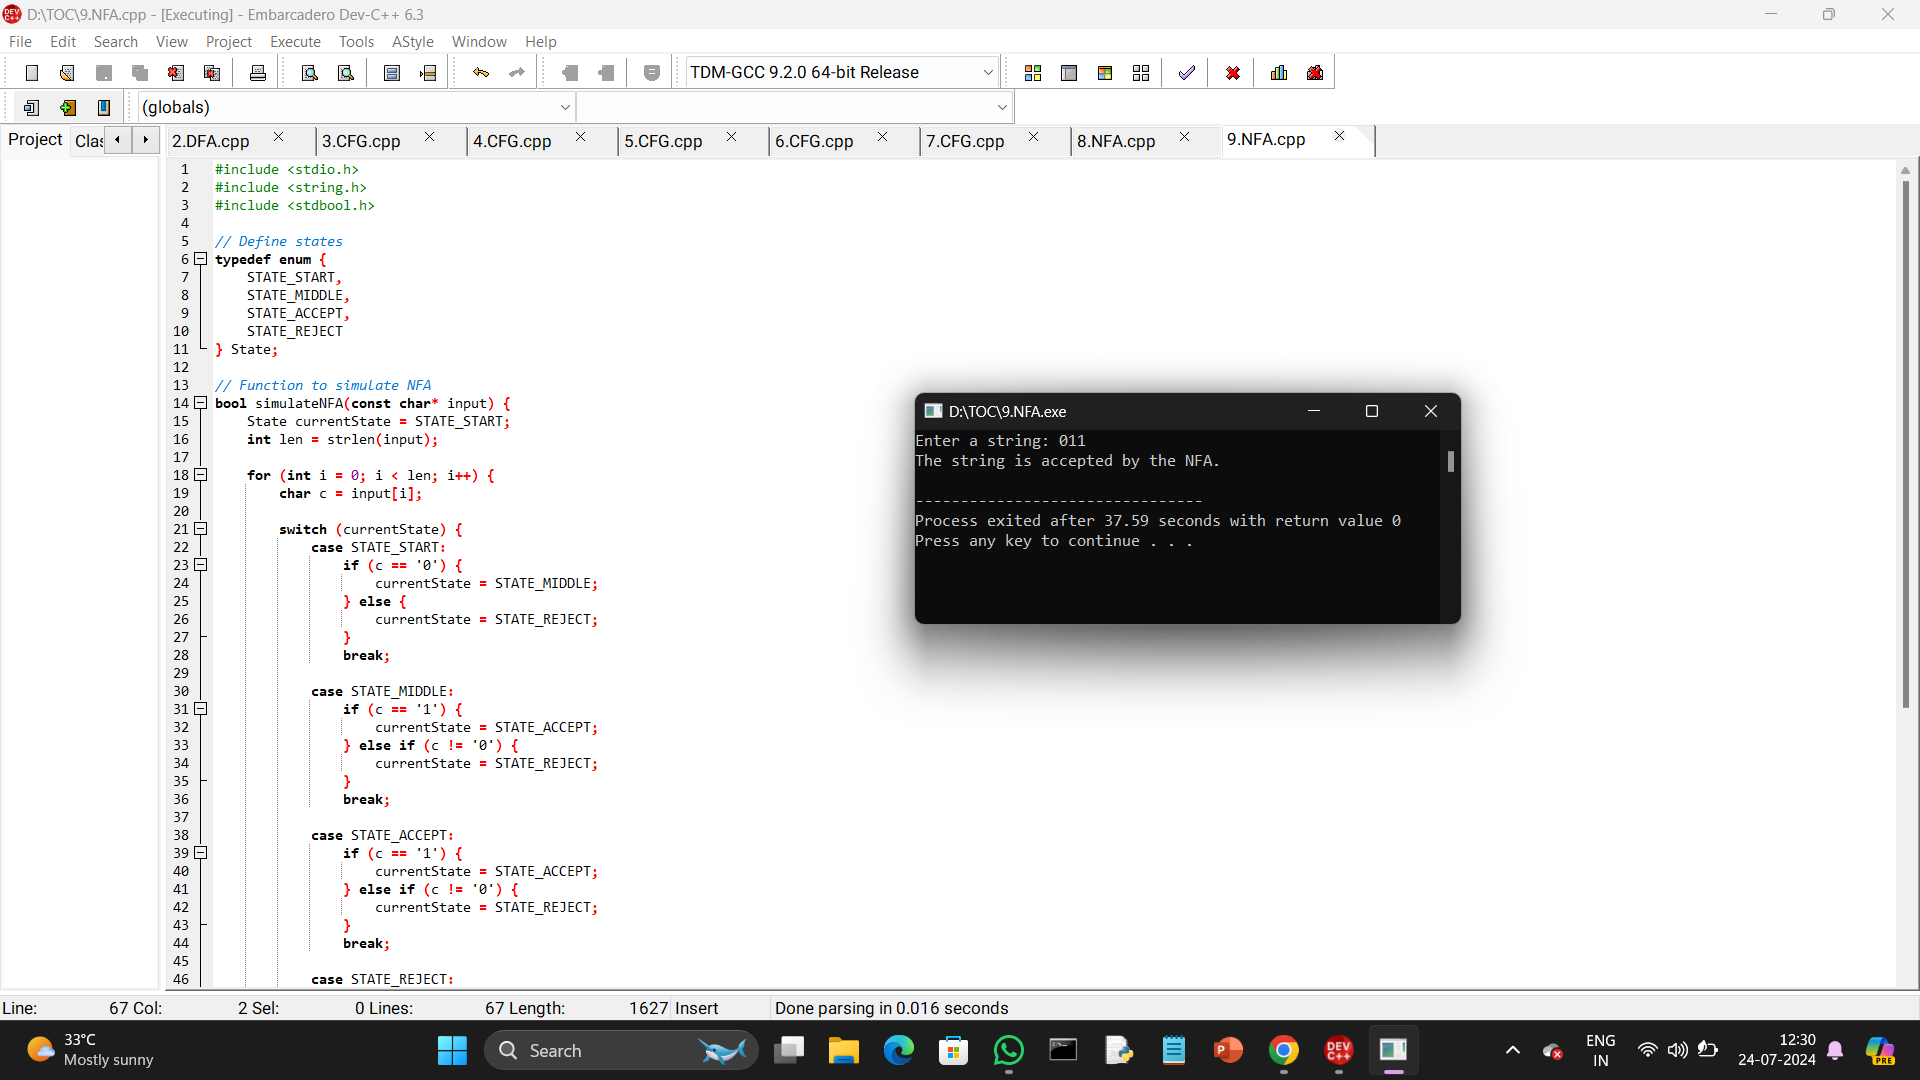 D:\TOC\9.NFA.cpp - [Executing] - Embarcadero Dev-C++ 6.3
File Edit Search View Project Execute Tools AStyle Window Help
TDM-GCC 9.2.0 64-bit Release
(globals)
Project Clas 2.DFA.cpp 3.CFG.cpp 4.CFG.cpp 5.CFG.cpp 6.CFG.cpp 7.CFG.cpp 8.NFA.cpp 9.NFA.cpp
1 #include <stdio.h>
2 #include <string.h>
3 #include <stdbool.h>
4
5 // Define states
6 typedef enum {
7 STATE_START,
8 STATE_MIDDLE,
9 STATE_ACCEPT,
10 STATE_REJECT
11 } State;
12
13 // Function to simulate NFA
14 bool simulateNFA(const char* input) {
15 State currentState = STATE_START;
16 int len = strlen(input);
17
18 for (int i = 0; i < len; i++) {
19 char c = input[i];
20
21 switch (currentState) {
22 case STATE_START:
23 if (c == '0') {
24 currentState = STATE_MIDDLE;
25 } else {
26 currentState = STATE_REJECT;
27 }
28 break;
29
30 case STATE_MIDDLE:
31 if (c == '1') {
32 currentState = STATE_ACCEPT;
33 } else if (c != '0') {
34 currentState = STATE_REJECT;
35 }
36 break;
37
38 case STATE_ACCEPT:
39 if (c == '1') {
40 currentState = STATE_ACCEPT;
41 } else if (c != '0') {
42 currentState = STATE_REJECT;
43 }
44 break;
45
46 case STATE_REJECT:
D:\TOC\9.NFA.exe
Enter a string: 011
The string is accepted by the NFA.
--------------------------------
Process exited after 37.59 seconds with return value 0
Press any key to continue . . .
Line: 67 Col: 2 Sel: 0 Lines: 67 Length: 1627 Insert Done parsing in 0.016 seconds
33°C
Mostly sunny
Search
DEV C++
ENG
IN
12:30
24-07-2024
PRE